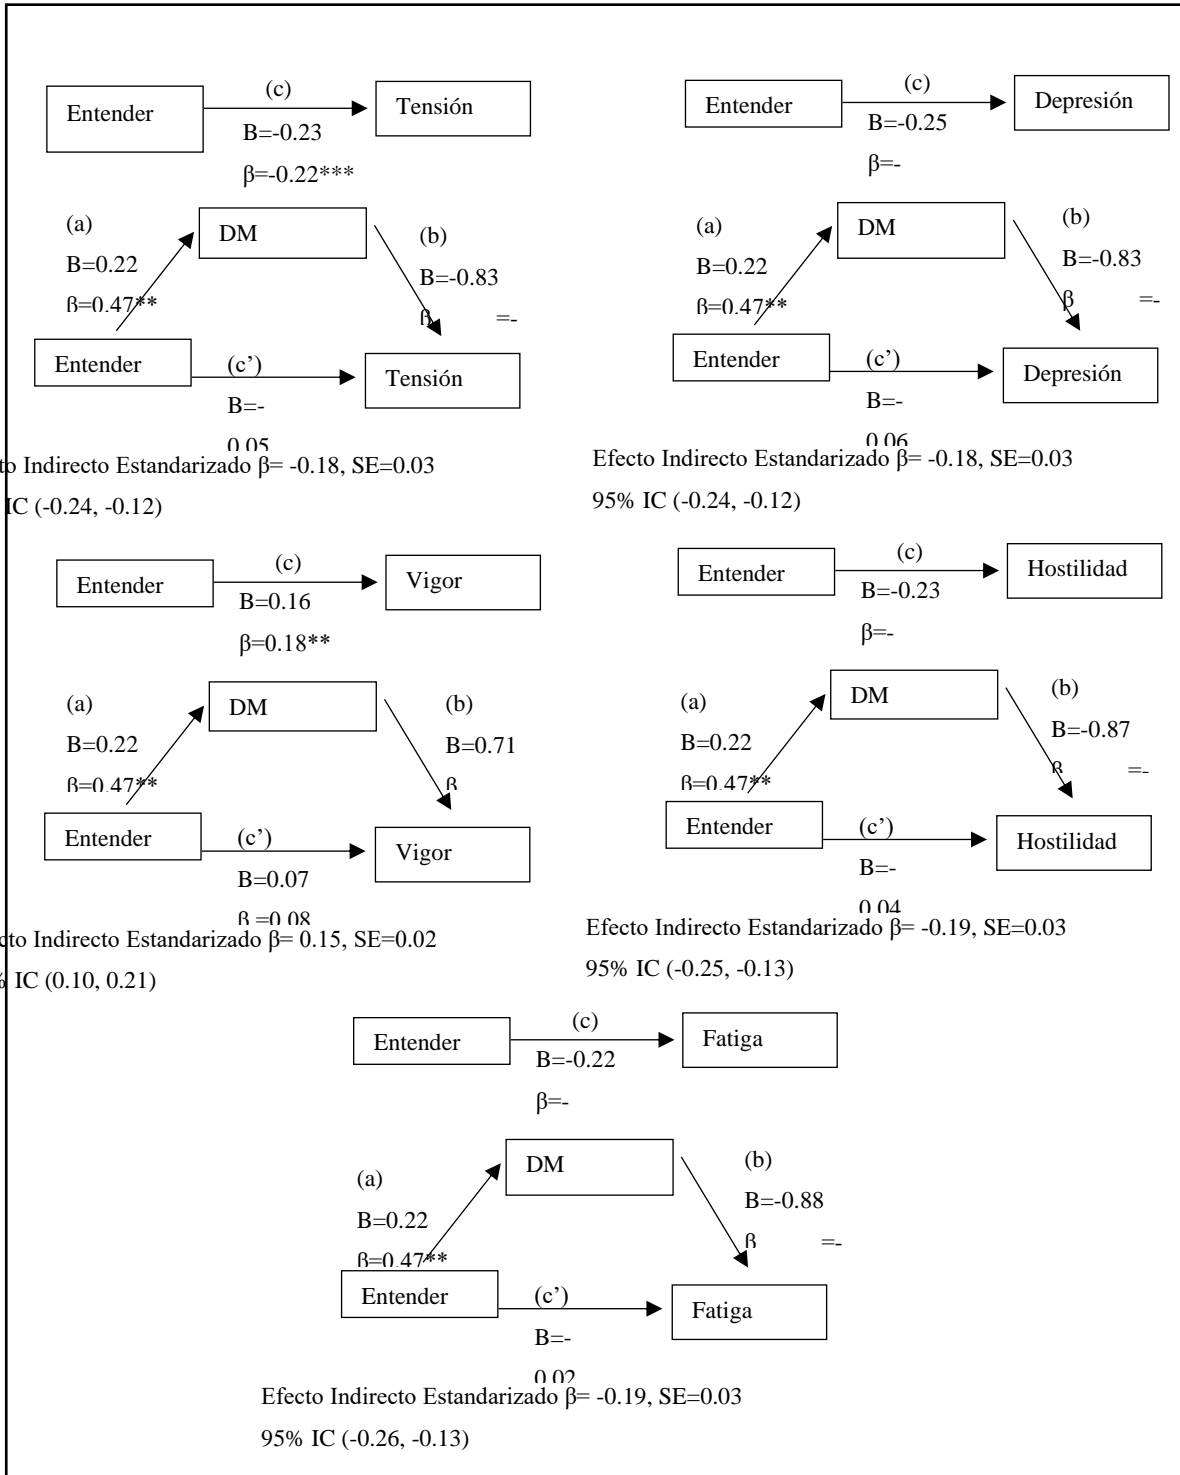 (c)
Entender
Tensión
B=-0.23
β=-0.22***
(a)
B=0.22
β=0.47**
DM
(b)
B=-0.83
β =-
Entender
(c’)
Tensión
B=-
0.05
to Indirecto Estandarizado β= -0.18, SE=0.03
IC (-0.24, -0.12)
(c)
Entender
Depresión
B=-0.25
β=-
(a)
B=0.22
β=0.47**
DM
(b)
B=-0.83
β =-
Entender
(c’)
Depresión
B=-
0.06
Efecto Indirecto Estandarizado β= -0.18, SE=0.03
95% IC (-0.24, -0.12)
(c)
Entender
Vigor
B=0.16
β=0.18**
(a)
B=0.22
β=0.47**
DM
(b)
B=0.71
β
Entender
(c’)
Vigor
B=0.07
β =0.08
cto Indirecto Estandarizado β= 0.15, SE=0.02
% IC (0.10, 0.21)
(c)
Entender
Hostilidad
B=-0.23
β=-
(a)
B=0.22
β=0.47**
DM
(b)
B=-0.87
β =-
Entender
(c’)
Hostilidad
B=-
0.04
Efecto Indirecto Estandarizado β= -0.19, SE=0.03
95% IC (-0.25, -0.13)
(c)
Entender
Fatiga
B=-0.22
β=-
(a)
B=0.22
β=0.47**
DM
(b)
B=-0.88
β =-
Entender
(c’)
Fatiga
B=-
0.02
Efecto Indirecto Estandarizado β= -0.19, SE=0.03
95% IC (-0.26, -0.13)